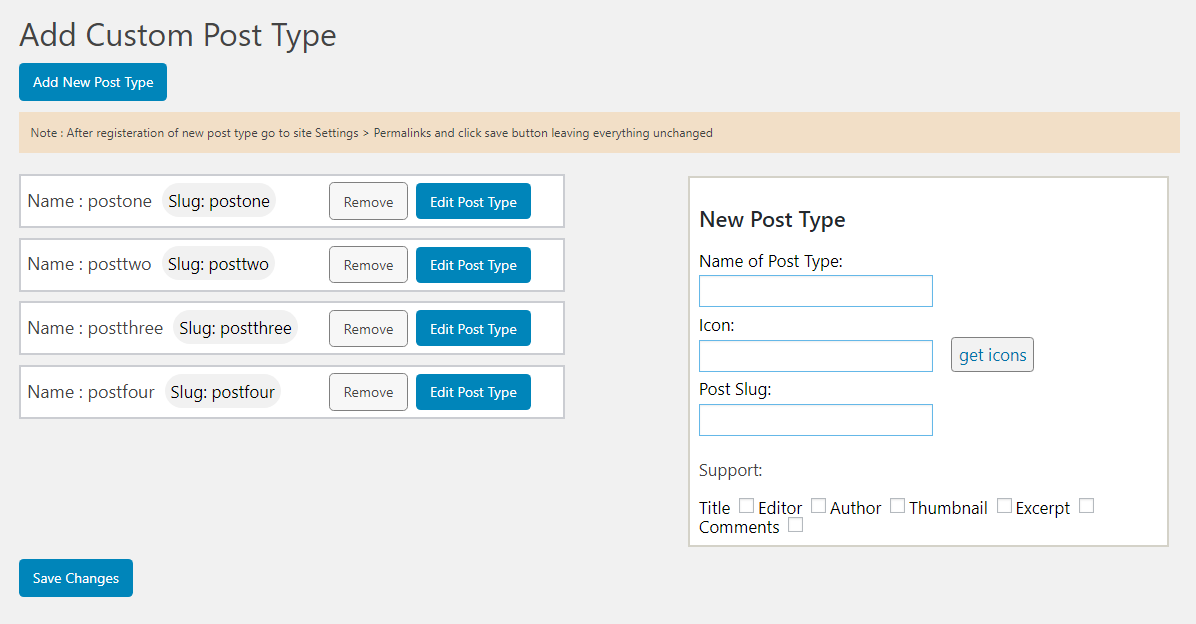 Add Custom Post Type
Add New Post Type
Note : After registeration of new post type go to site Settings > Permalinks and click save button leaving everything unchanged
Name : postone Slug: postone Remove Edit Post Type
Name : posttwo Slug: posttwo Remove Edit Post Type
Name : postthree Slug: postthree Remove Edit Post Type
Name : postfour Slug: postfour Remove Edit Post Type
New Post Type
Name of Post Type:
Icon:
get icons
Post Slug:
Support:
Title Editor Author Thumbnail Excerpt
Comments
Save Changes